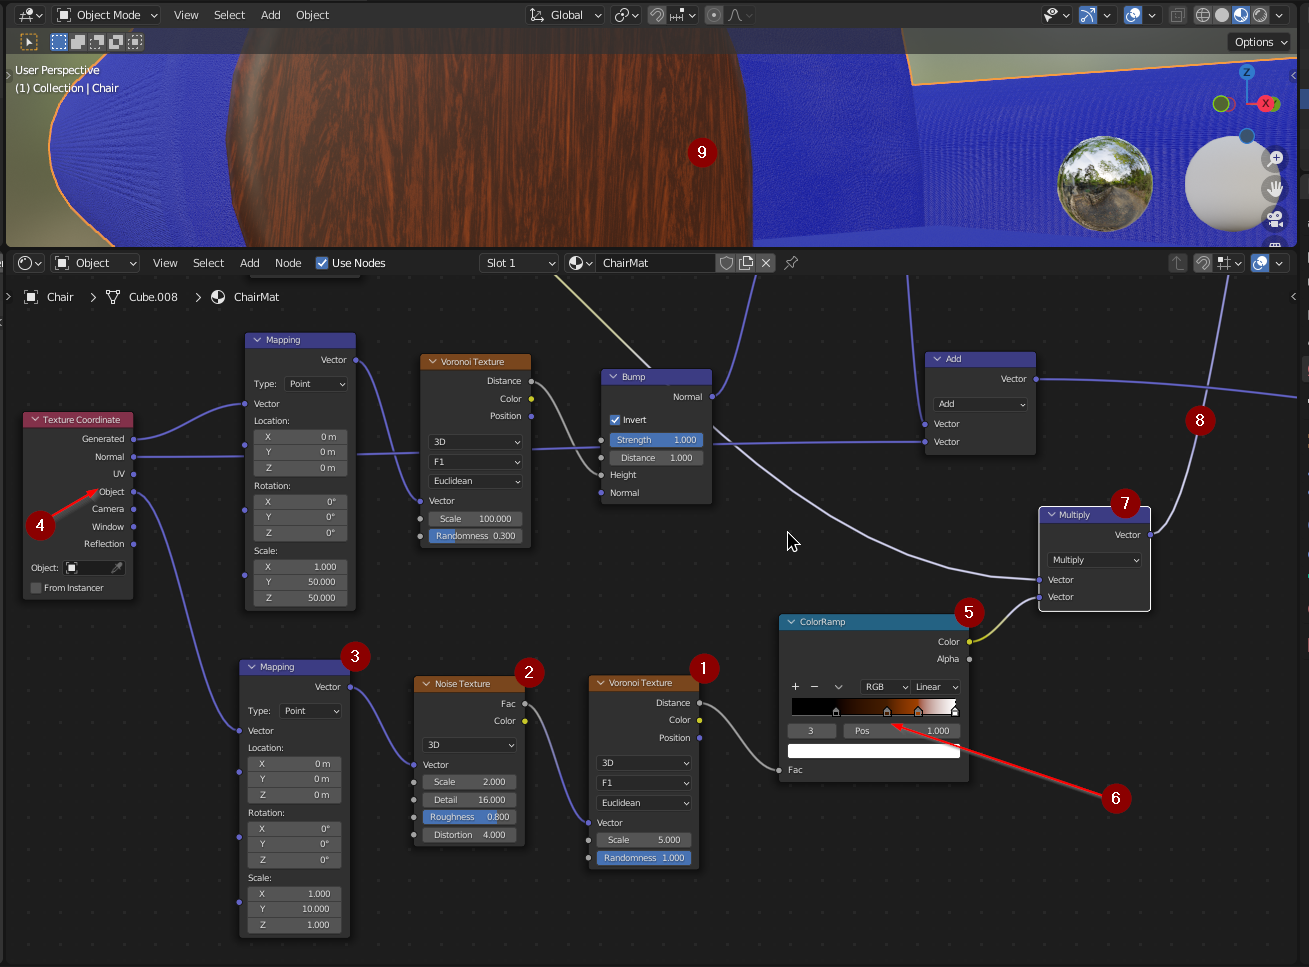 Object Mode
View
Select
Add
Object
Global
Options
User Perspective
(1) Collection | Chair
Z
X
9
Object
View
Select
Add
Node
Use Nodes
Slot 1
ChairMat
Chair
Cube.008
ChairMat
Texture Coordinate
Generated
Normal
UV
Object
Camera
Window
Reflection
Object:
From Instancer
4
Mapping
Vector
Type: Point
Vector
Location:
X 0 m
Y 0 m
Z 0 m
Rotation:
X 0°
Y 0°
Z 0°
Scale:
X 1.000
Y 50.000
Z 50.000
Voronoi Texture
Distance
Color
Position
3D
F1
Euclidean
Vector
Scale 100.000
Randomness 0.300
Bump
Normal
Invert
Strength 1.000
Distance 1.000
Height
Normal
Add
Vector
Add
Vector
Vector
8
7
Multiply
Vector
Multiply
Vector
Vector
3
Mapping
Vector
Type: Point
Vector
Location:
X 0 m
Y 0 m
Z 0 m
Rotation:
X 0°
Y 0°
Z 0°
Scale:
X 1.000
Y 10.000
Z 1.000
2
Noise Texture
Fac
Color
3D
Vector
Scale 2.000
Detail 16.000
Roughness 0.800
Distortion 4.000
1
Voronoi Texture
Distance
Color
Position
3D
F1
Euclidean
Vector
Scale 5.000
Randomness 1.000
5
ColorRamp
Color
Alpha
+ − RGB Linear
3 Pos 1.000
Fac
6